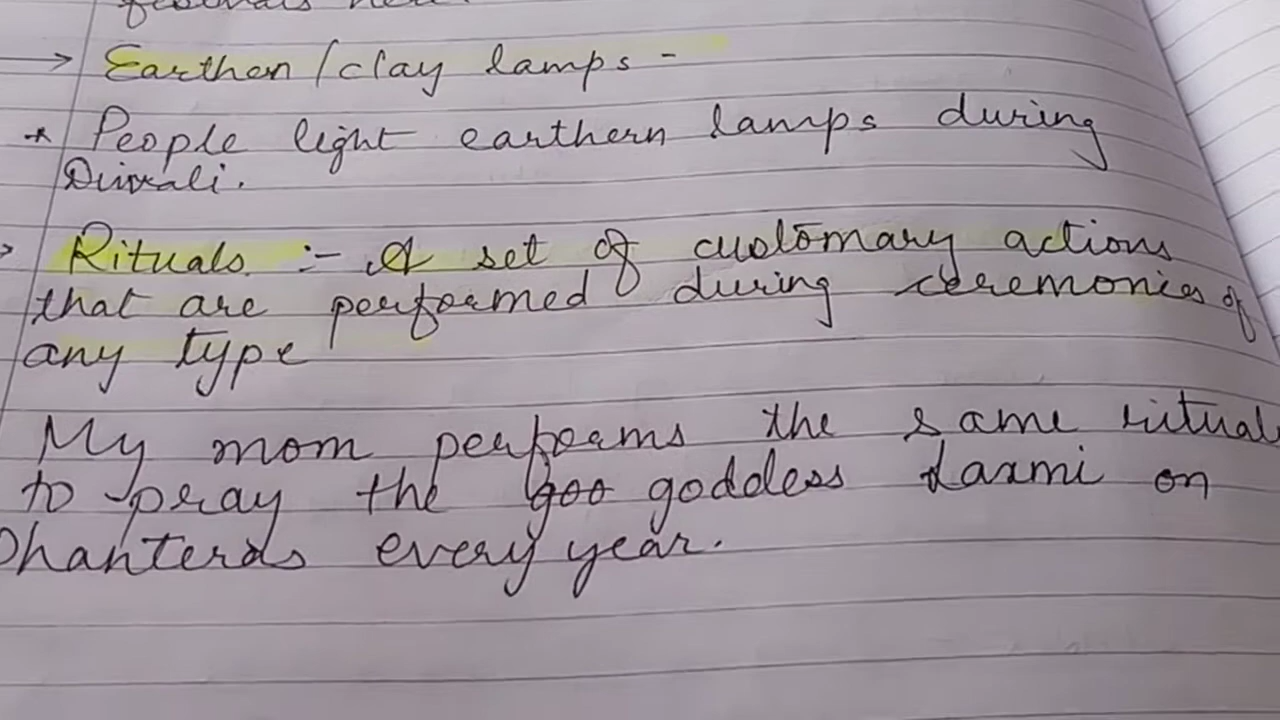 → Earthen/clay lamps -
* People light earthern lamps during
Diwali.
Rituals :- A set of customary actions
that are performed during ceremonies of
any type
My mom performs the same ritual
to pray the goo goddess Laxmi on
Dhanteras every year.